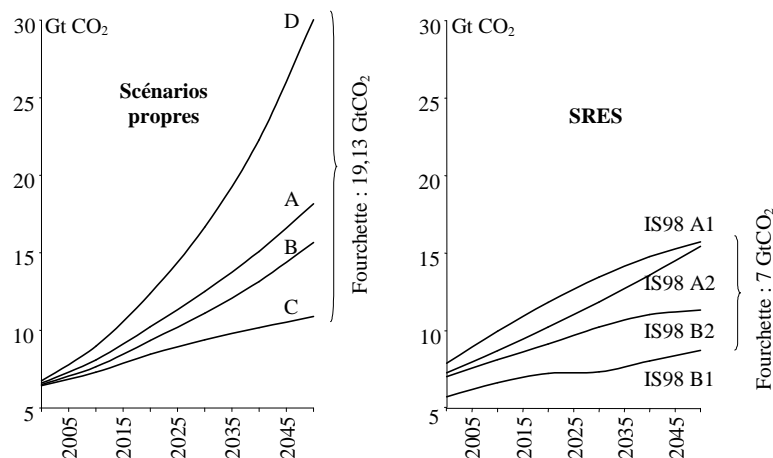 30
Gt CO2
D
Scénarios
propres
25
20
A
B
15
C
10
5
2005
2015
2025
2035
2045
Fourchette : 19,13 GtCO2
30
Gt CO2
25
SRES
20
IS98 A1
15
IS98 A2
IS98 B2
10
IS98 B1
5
2005
2015
2025
2035
2045
Fourchette : 7 GtCO2